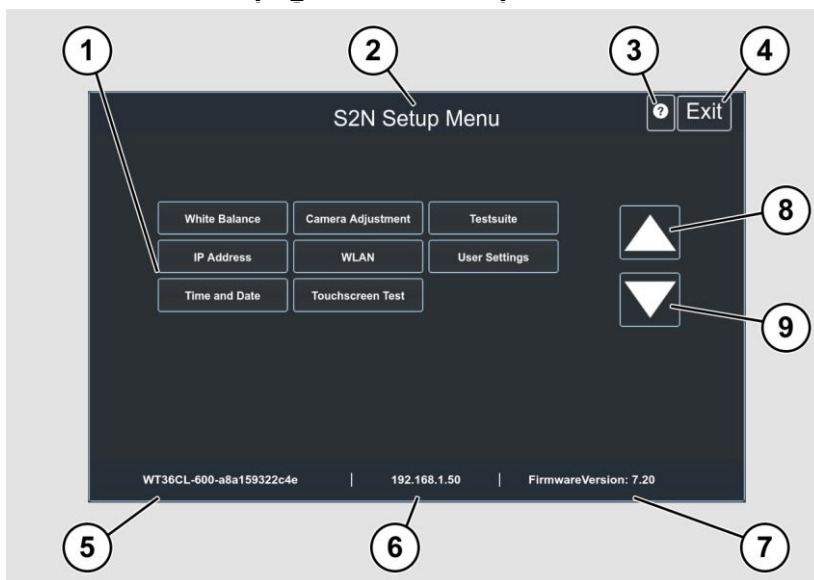 1
2
3
4
S2N Setup Menu
? Exit
White Balance Camera Adjustment Testsuite
8
IP Address WLAN User Settings
Time and Date Touchscreen Test
9
WT36CL-600-a8a159322c4e | 192.168.1.50 | FirmwareVersion: 7.20
5
6
7